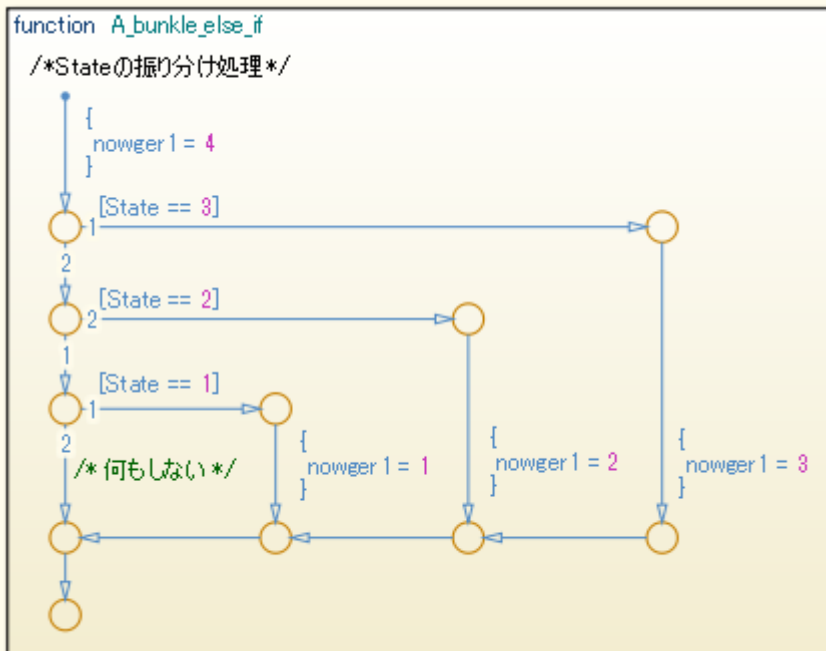 function A_bunkle_else_if
/*Stateの振り分け処理*/
{
nowger1 = 4
}
[State == 3]
1
2
[State == 2]
2
1
[State == 1]
1
2
/* 何もしない */
{
nowger1 = 1
}
{
nowger1 = 2
}
{
nowger1 = 3
}